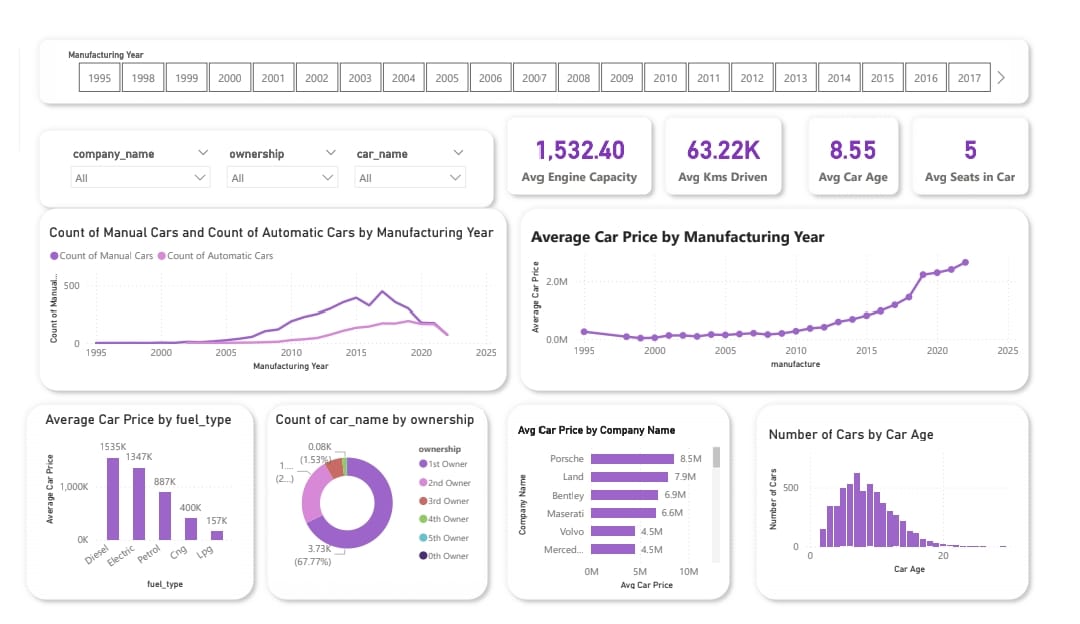 Manufacturing Year
1995 1998 1999 2000 2001 2002 2003 2004 2005 2006 2007 2008 2009 2010 2011 2012 2013 2014 2015 2016 2017
company_name ownership car_name
All All All
1,532.40
Avg Engine Capacity
63.22K
Avg Kms Driven
8.55
Avg Car Age
5
Avg Seats in Car
Count of Manual Cars and Count of Automatic Cars by Manufacturing Year
Count of Manual Cars Count of Automatic Cars
Count of Manual...
500
0
1995 2000 2005 2010 2015 2020 2025
Manufacturing Year
Average Car Price by Manufacturing Year
Average Car Price
2.0M
0.0M
1995 2000 2005 2010 2015 2020 2025
manufacture
Average Car Price by fuel_type
Average Car Price
1,000K
0K
1535K
1347K
887K
400K
157K
Diesel Electric Petrol Cng Lpg
fuel_type
Count of car_name by ownership
0.08K
(1.53%)
1...
(2...)
3.73K
(67.77%)
ownership
1st Owner
2nd Owner
3rd Owner
4th Owner
5th Owner
0th Owner
Avg Car Price by Company Name
Company Name
Porsche 8.5M
Land 7.9M
Bentley 6.9M
Maserati 6.6M
Volvo 4.5M
Merced... 4.5M
0M 5M 10M
Avg Car Price
Number of Cars by Car Age
Number of Cars
500
0
0 20
Car Age